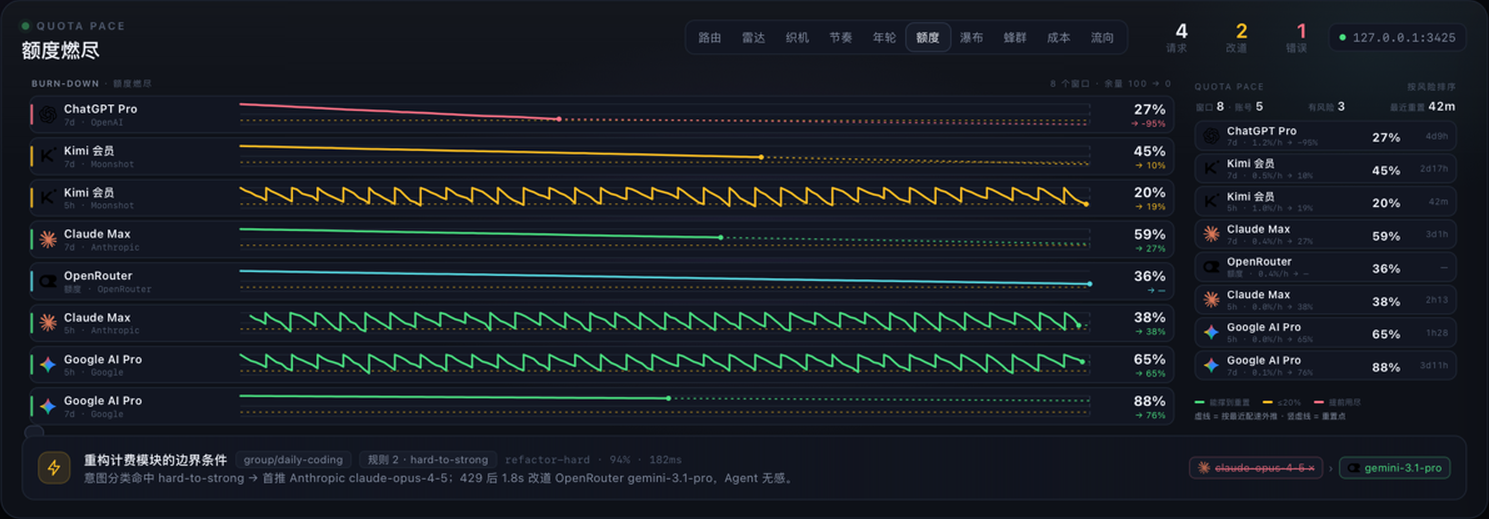 QUOTA PACE
额度燃尽
路由 雷达 织机 节奏 年轮 额度 瀑布 蜂群 成本 流向
4 请求
2 改道
1 错误
127.0.0.1:3425
BURN-DOWN · 额度燃尽
8 个窗口 · 余量 100 → 0
ChatGPT Pro
7d · OpenAI
27%
→ -95%
Kimi 会员
7d · Moonshot
45%
→ 10%
Kimi 会员
5h · Moonshot
20%
→ 19%
Claude Max
7d · Anthropic
59%
→ 27%
OpenRouter
额度 · OpenRouter
36%
→ —
Claude Max
5h · Anthropic
38%
→ 38%
Google AI Pro
5h · Google
65%
→ 65%
Google AI Pro
7d · Google
88%
→ 76%
QUOTA PACE
按风险排序
窗口 8 · 账号 5 有风险 3 最近重置 42m
ChatGPT Pro
7d · 1.2%/h → -95%
27% 4d9h
Kimi 会员
7d · 0.5%/h → 10%
45% 2d17h
Kimi 会员
5h · 1.0%/h → 19%
20% 42m
Claude Max
7d · 0.4%/h → 27%
59% 3d1h
OpenRouter
额度 · 0.4%/h → —
36% —
Claude Max
5h · 0.0%/h → 38%
38% 2h13
Google AI Pro
5h · 0.0%/h → 65%
65% 1h28
Google AI Pro
7d · 0.1%/h → 76%
88% 3d11h
能撑到重置 ≤20% 提前用尽
虚线 = 按最近配速外推 · 竖虚线 = 重置点
重构计费模块的边界条件 group/daily-coding 规则 2 · hard-to-strong refactor-hard · 94% · 182ms
意图分类命中 hard-to-strong → 首推 Anthropic claude-opus-4-5；429 后 1.8s 改道 OpenRouter gemini-3.1-pro，Agent 无感。
claude-opus-4-5 × › gemini-3.1-pro